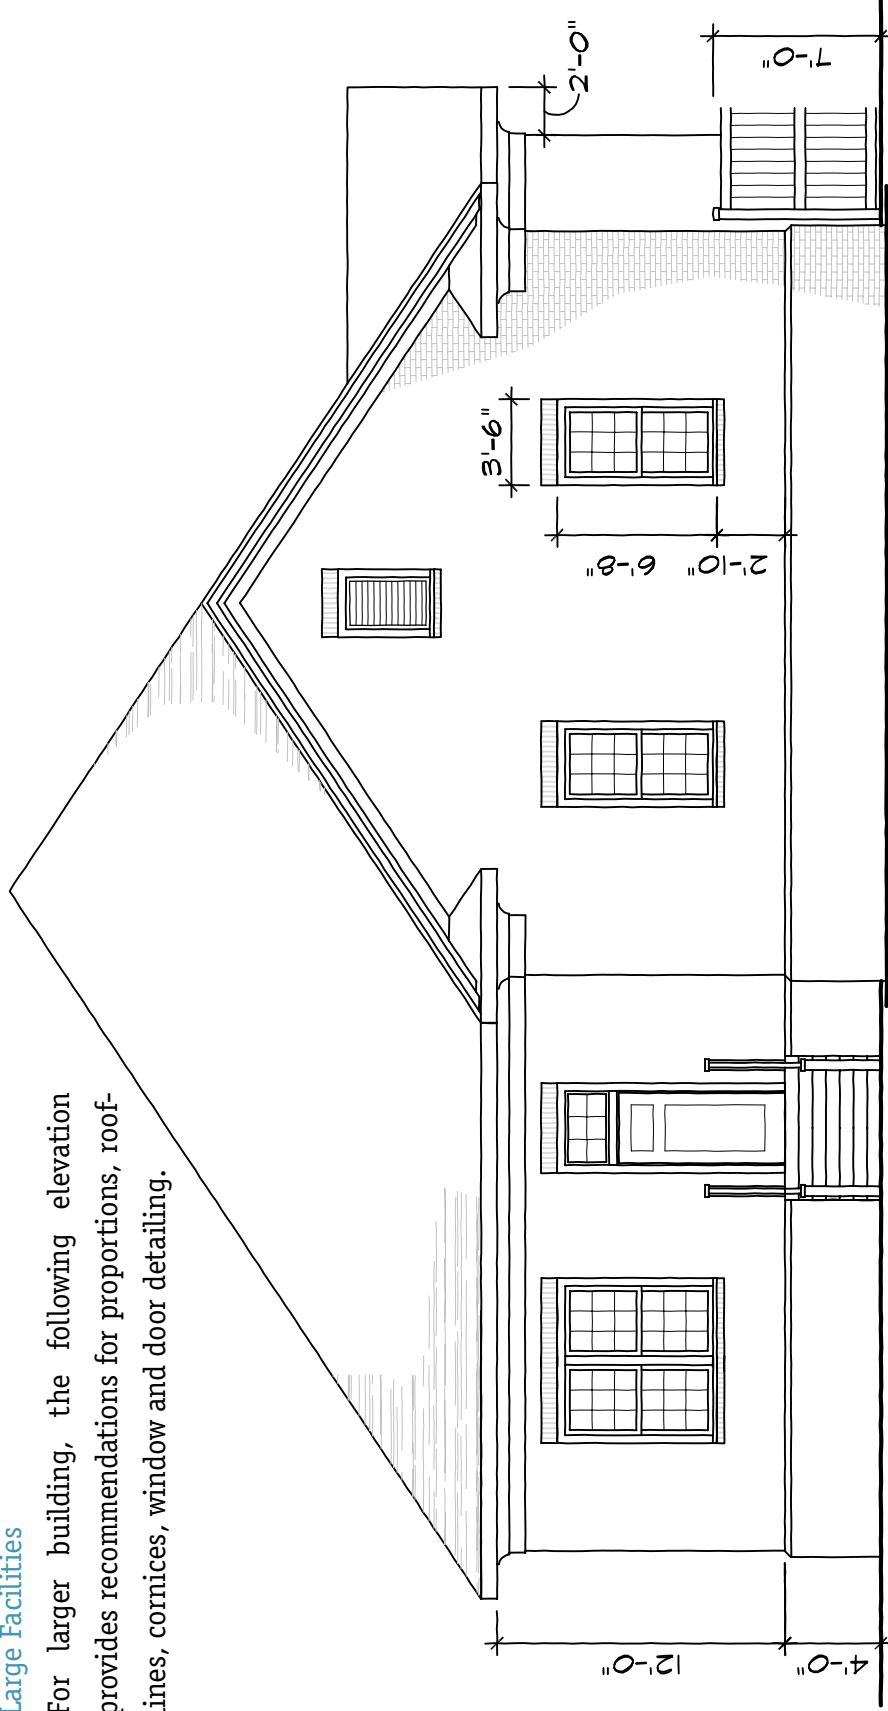 Large Facilities
For larger building, the following elevation
provides recommendations for proportions, roof-
lines, cornices, window and door detailing.
12'-0"
4'-0"
3'-6"
6'-8"
2'-10"
2'-0"
7'-0"